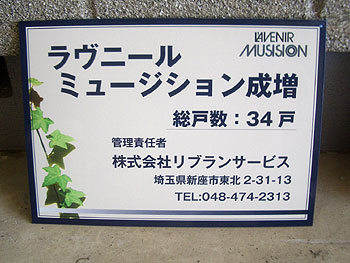 L'AVENIR
MUSISION
ラヴニール
ミュージション成増
総戸数：34戸
管理責任者
株式会社リブランサービス
埼玉県新座市東北2-31-13
TEL:048-474-2313